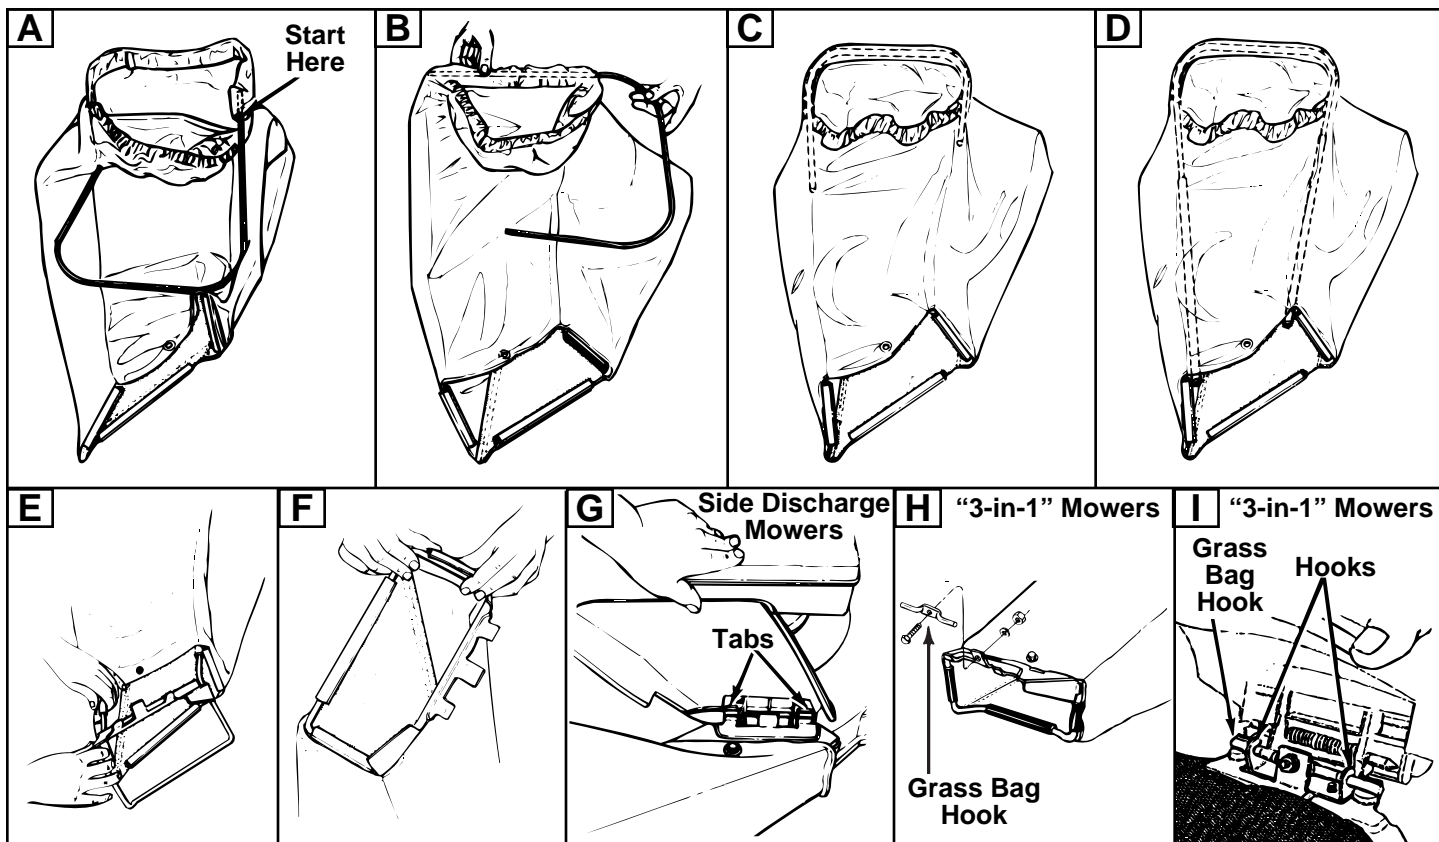 A
Start
Here
B
C
D
E
F
G
Side Discharge
Mowers
Tabs
H
“3-in-1” Mowers
Grass Bag
Hook
I
“3-in-1” Mowers
Grass
Bag
Hook
Hooks